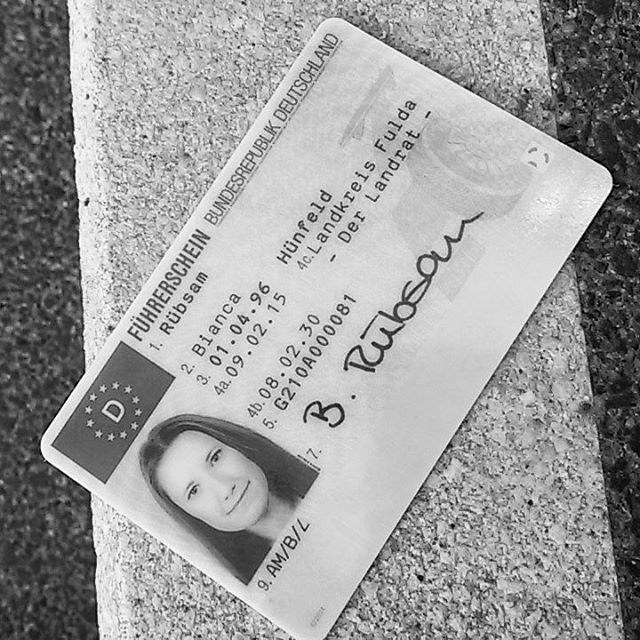 FÜHRERSCHEIN BUNDESREPUBLIK DEUTSCHLAND
1. Rübsam
2. Bianca
3. 01.04.96 Hünfeld
4a. 09.02.15 4c. Landkreis Fulda
- Der Landrat -
4b. 08.02.30
5. G210A000081
7. B. Rübsam
D
9. AM/B/L